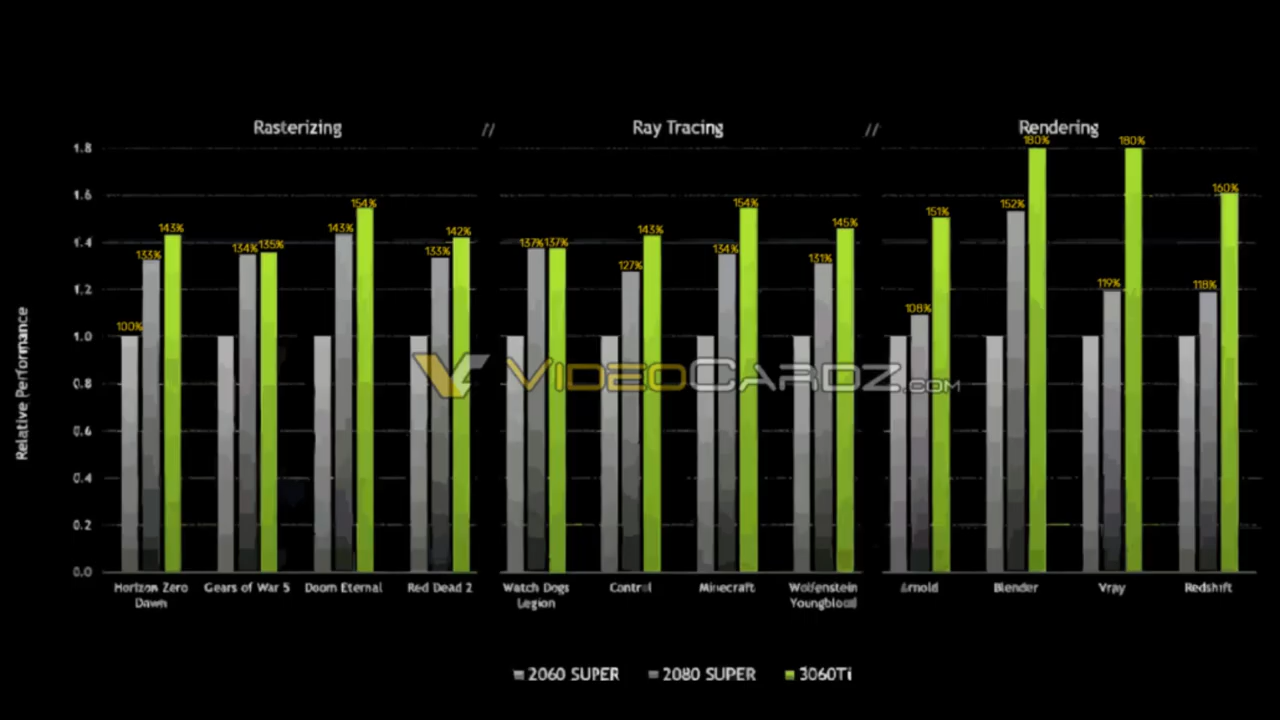 Rasterizing // Ray Tracing // Rendering
1.8
1.6
1.4
1.2
1.0
0.8
0.6
0.4
0.2
0.0
Relative Performance
100% 133% 143%
134% 135%
143% 154%
133% 142%
137% 137%
127% 143%
134% 154%
131% 145%
108% 151%
152% 180%
119% 180%
118% 160%
VIDEOCARDZ.COM
Horizon Zero
Dawn
Gears of War 5
Doom Eternal
Red Dead 2
Watch Dogs
Legion
Control
Minecraft
Wolfenstein
Youngblood
Arnold
Blender
Vray
Redshift
2060 SUPER 2080 SUPER 3060Ti